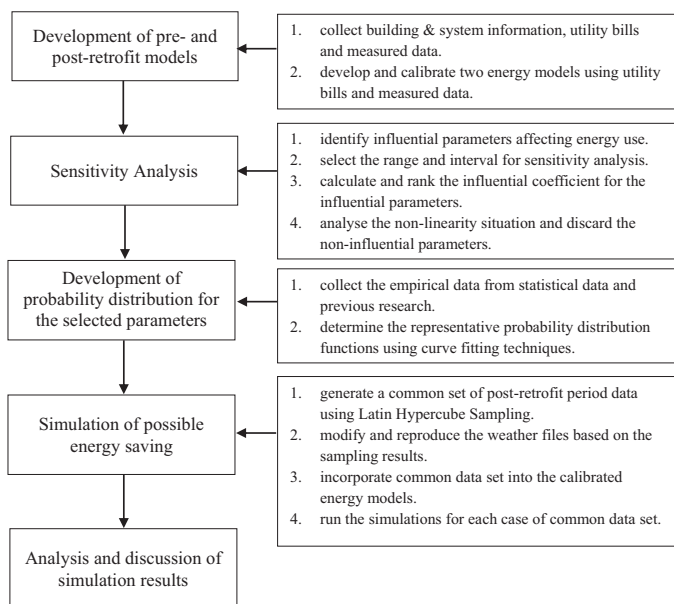 Development of pre- and
post-retrofit models
1. collect building & system information, utility bills
and measured data.
2. develop and calibrate two energy models using utility
bills and measured data.
Sensitivity Analysis
1. identify influential parameters affecting energy use.
2. select the range and interval for sensitivity analysis.
3. calculate and rank the influential coefficient for the
influential parameters.
4. analyse the non-linearity situation and discard the
non-influential parameters.
Development of
probability distribution for
the selected parameters
1. collect the empirical data from statistical data and
previous research.
2. determine the representative probability distribution
functions using curve fitting techniques.
Simulation of possible
energy saving
1. generate a common set of post-retrofit period data
using Latin Hypercube Sampling.
2. modify and reproduce the weather files based on the
sampling results.
3. incorporate common data set into the calibrated
energy models.
4. run the simulations for each case of common data set.
Analysis and discussion of
simulation results